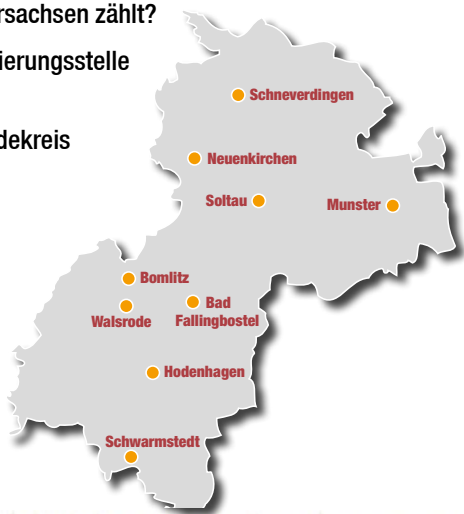 rsachsen zählt?
ierungsstelle
dekreis
Schneverdingen
Neuenkirchen
Soltau
Munster
Bomlitz
Walsrode
Bad
Fallingbostel
Hodenhagen
Schwarmstedt